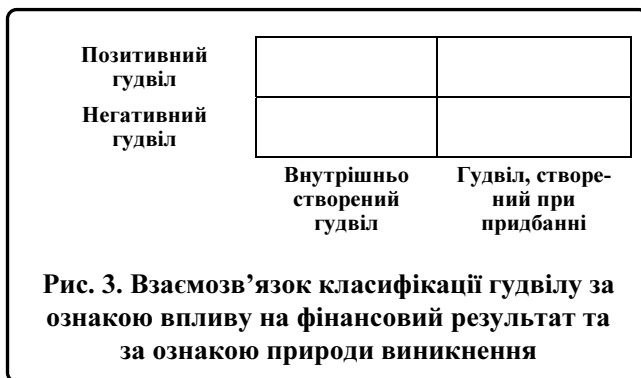 Позитивний
гудвіл
Негативний
гудвіл
Внутрішньо
створений
гудвіл
Гудвіл, створе-
ний при
придбанні
Рис. 3. Взаємозв’язок класифікації гудвілу за
ознакою впливу на фінансовий результат та
за ознакою природи виникнення